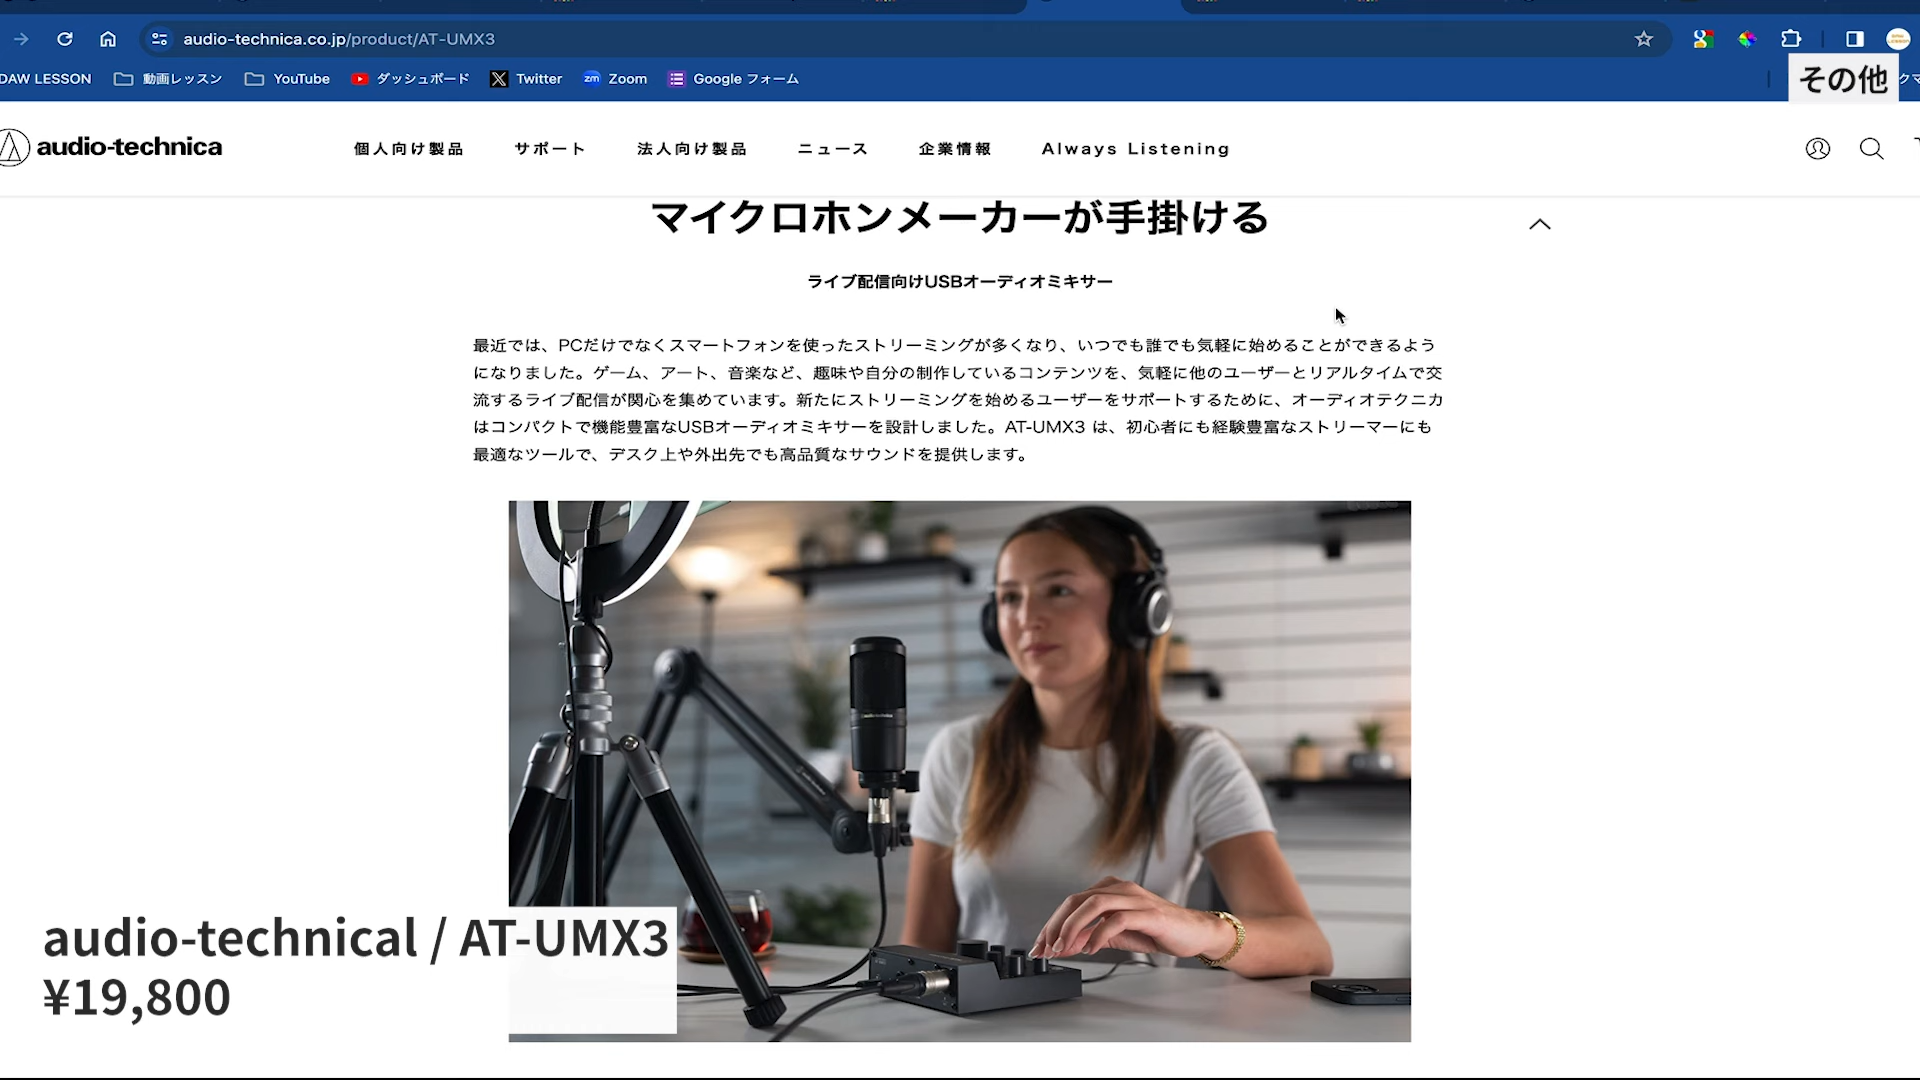 audio-technica.co.jp/product/AT-UMX3
DAW LESSON 動画レッスン YouTube ダッシュボード Twitter zm Zoom Google フォーム
その他
audio-technica 個人向け製品 サポート 法人向け製品 ニュース 企業情報 Always Listening
マイクロホンメーカーが手掛ける
ライブ配信向けUSBオーディオミキサー
最近では、PCだけでなくスマートフォンを使ったストリーミングが多くなり、いつでも誰でも気軽に始めることができるよう
になりました。ゲーム、アート、音楽など、趣味や自分の制作しているコンテンツを、気軽に他のユーザーとリアルタイムで交
流するライブ配信が関心を集めています。新たにストリーミングを始めるユーザーをサポートするために、オーディオテクニカ
はコンパクトで機能豊富なUSBオーディオミキサーを設計しました。AT-UMX3 は、初心者にも経験豊富なストリーマーにも
最適なツールで、デスク上や外出先でも高品質なサウンドを提供します。
audio-technical / AT-UMX3
¥19,800